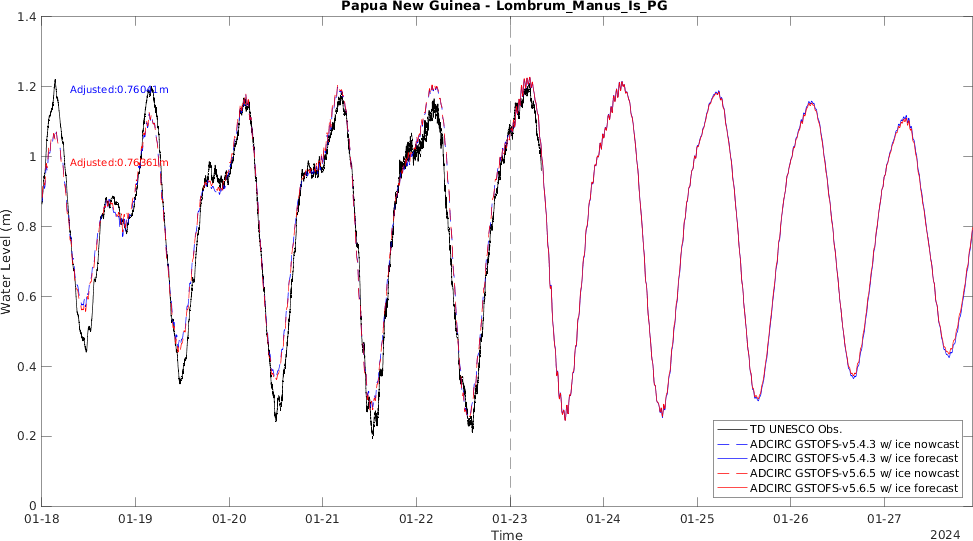 Papua New Guinea - Lombrum_Manus_Is_PG
1.4
1.2
1
0.8
0.6
0.4
0.2
0
Water Level (m)
Adjusted:0.76041m
Adjusted:0.76361m
TD UNESCO Obs.
ADCIRC GSTOFS-v5.4.3 w/ ice nowcast
ADCIRC GSTOFS-v5.4.3 w/ ice forecast
ADCIRC GSTOFS-v5.6.5 w/ ice nowcast
ADCIRC GSTOFS-v5.6.5 w/ ice forecast
01-18 01-19 01-20 01-21 01-22 01-23 01-24 01-25 01-26 01-27
Time
2024